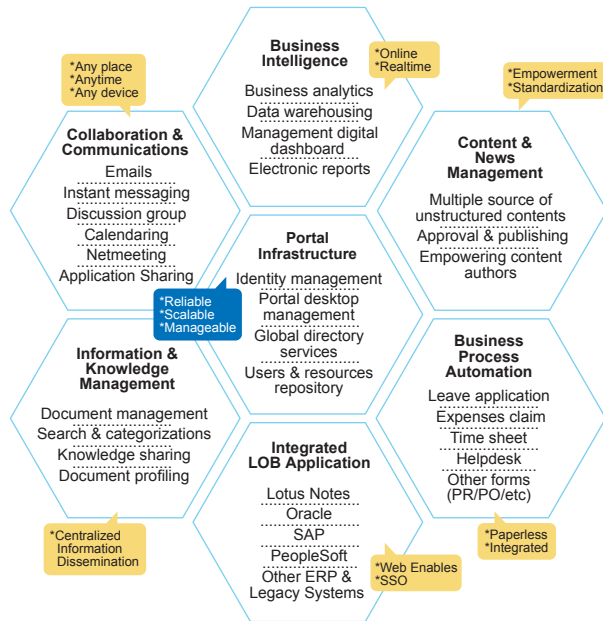 Business
Intelligence
Business analytics
Data warehousing
Management digital
dashboard
Electronic reports
*Online
*Realtime
*Any place
*Anytime
*Any device
Collaboration &
Communications
Emails
Instant messaging
Discussion group
Calendaring
Netmeeting
Application Sharing
*Empowerment
*Standardization
Content &
News
Management
Multiple source of
unstructured contents
Approval & publishing
Empowering content
authors
Portal
Infrastructure
Identity management
Portal desktop
management
Global directory
services
Users & resources
repository
*Reliable
*Scalable
*Manageable
Information &
Knowledge
Management
Document management
Search & categorizations
Knowledge sharing
Document profiling
*Centralized
Information
Dissemination
Business
Process
Automation
Leave application
Expenses claim
Time sheet
Helpdesk
Other forms
(PR/PO/etc)
*Paperless
*Integrated
Integrated
LOB Application
Lotus Notes
Oracle
SAP
PeopleSoft
Other ERP &
Legacy Systems
*Web Enables
*SSO